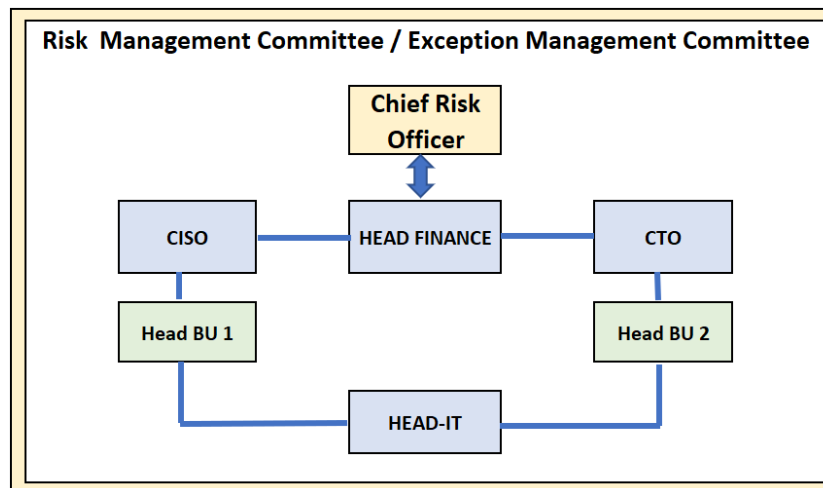 Risk Management Committee / Exception Management Committee
Chief Risk
Officer
CISO
HEAD FINANCE
CTO
Head BU 1
Head BU 2
HEAD-IT